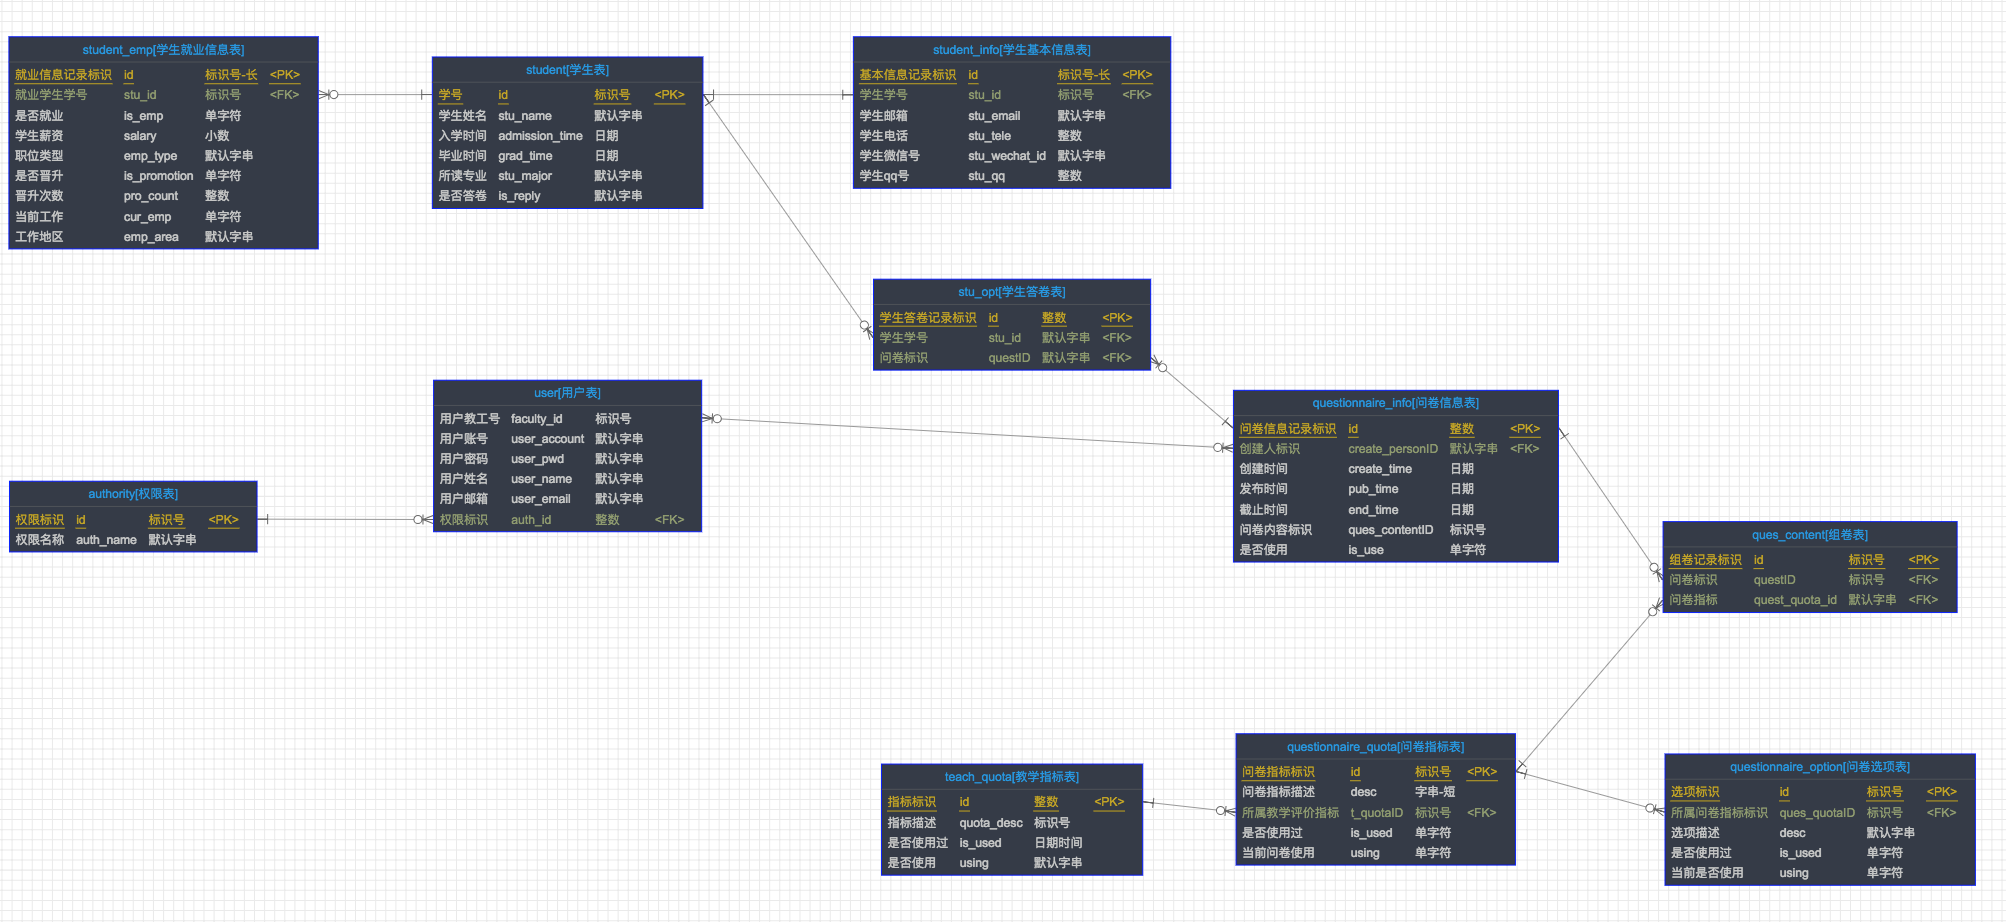 student_emp[学生就业信息表]
就业信息记录标识 id 标识号-长 <PK>
就业学生学号 stu_id 标识号 <FK>
是否就业 is_emp 单字符
学生薪资 salary 小数
职位类型 emp_type 默认字串
是否晋升 is_promotion 单字符
晋升次数 pro_count 整数
当前工作 cur_emp 单字符
工作地区 emp_area 默认字串
student[学生表]
学号 id 标识号 <PK>
学生姓名 stu_name 默认字串
入学时间 admission_time 日期
毕业时间 grad_time 日期
所读专业 stu_major 默认字串
是否答卷 is_reply 默认字串
student_info[学生基本信息表]
基本信息记录标识 id 标识号-长 <PK>
学生学号 stu_id 标识号 <FK>
学生邮箱 stu_email 默认字串
学生电话 stu_tele 整数
学生微信号 stu_wechat_id 默认字串
学生qq号 stu_qq 整数
stu_opt[学生答卷表]
学生答卷记录标识 id 整数 <PK>
学生学号 stu_id 默认字串 <FK>
问卷标识 questID 默认字串 <FK>
user[用户表]
用户教工号 faculty_id 标识号
用户账号 user_account 默认字串
用户密码 user_pwd 默认字串
用户姓名 user_name 默认字串
用户邮箱 user_email 默认字串
权限标识 auth_id 整数 <FK>
authority[权限表]
权限标识 id 标识号 <PK>
权限名称 auth_name 默认字串
questionnaire_info[问卷信息表]
问卷信息记录标识 id 整数 <PK>
创建人标识 create_personID 默认字串 <FK>
创建时间 create_time 日期
发布时间 pub_time 日期
截止时间 end_time 日期
问卷内容标识 ques_contentID 标识号
是否使用 is_use 单字符
ques_content[组卷表]
组卷记录标识 id 标识号 <PK>
问卷标识 questID 标识号 <FK>
问卷指标 quest_quota_id 默认字串 <FK>
teach_quota[教学指标表]
指标标识 id 整数 <PK>
指标描述 quota_desc 标识号
是否使用过 is_used 日期时间
是否使用 using 默认字串
questionnaire_quota[问卷指标表]
问卷指标标识 id 标识号 <PK>
问卷指标描述 desc 字串-短
所属教学评价指标 t_quotaID 标识号 <FK>
是否使用过 is_used 单字符
当前问卷使用 using 单字符
questionnaire_option[问卷选项表]
选项标识 id 标识号 <PK>
所属问卷指标标识 ques_quotaID 标识号 <FK>
选项描述 desc 默认字串
是否使用过 is_used 单字符
当前是否使用 using 单字符